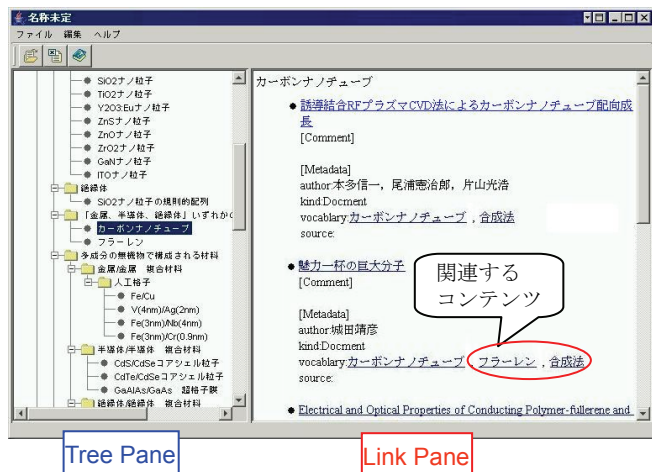 名称未定
ファイル 編集 ヘルプ
SiO2ナノ粒子
TiO2ナノ粒子
Y2O3:Euナノ粒子
ZnSナノ粒子
ZnOナノ粒子
ZrO2ナノ粒子
GaNナノ粒子
ITOナノ粒子
絶縁体
SiO2ナノ粒子の規則的配列
「金属、半導体、絶縁体」いずれかの
カーボンナノチューブ
フラーレン
多成分の無機物で構成される材料
金属/金属 複合材料
人工格子
Fe/Cu
V(4nm)/Ag(2nm)
Fe(3nm)/Nb(4nm)
Fe(3nm)/Cr(0.9nm)
半導体/半導体 複合材料
CdS/CdSeコアシェル粒子
CdTe/CdSeコアシェル粒子
GaAlAs/GaAs 超格子膜
絶縁体/絶縁体 複合材料
カーボンナノチューブ
誘導結合RFプラズマCVD法によるカーボンナノチューブ配向成
長
[Comment]
[Metadata]
author:本多信一，尾浦憲治郎，片山光浩
kind:Docment
vocablary:カーボンナノチューブ , 合成法
source:
魅力一杯の巨大分子
[Comment]
[Metadata]
author:城田靖彦
kind:Docment
vocablary:カーボンナノチューブ , フラーレン , 合成法
source:
Electrical and Optical Properties of Conducting Polymer-fullerene and
関連する
コンテンツ
Tree Pane
Link Pane